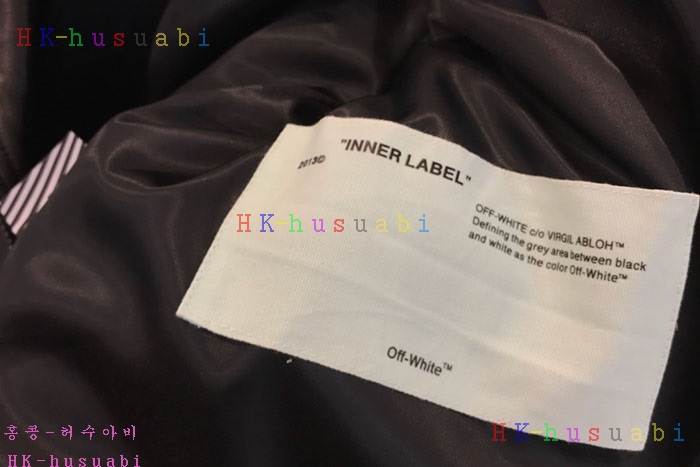 HK-husuabi
"INNER LABEL"
2013©
OFF-WHITE c/o VIRGIL ABLOH™
Defining the grey area between black
and white as the color Off-White™
HK-husuabi
Off-White™
홍콩-허수아비
HK-husuabi
HK-husuabi